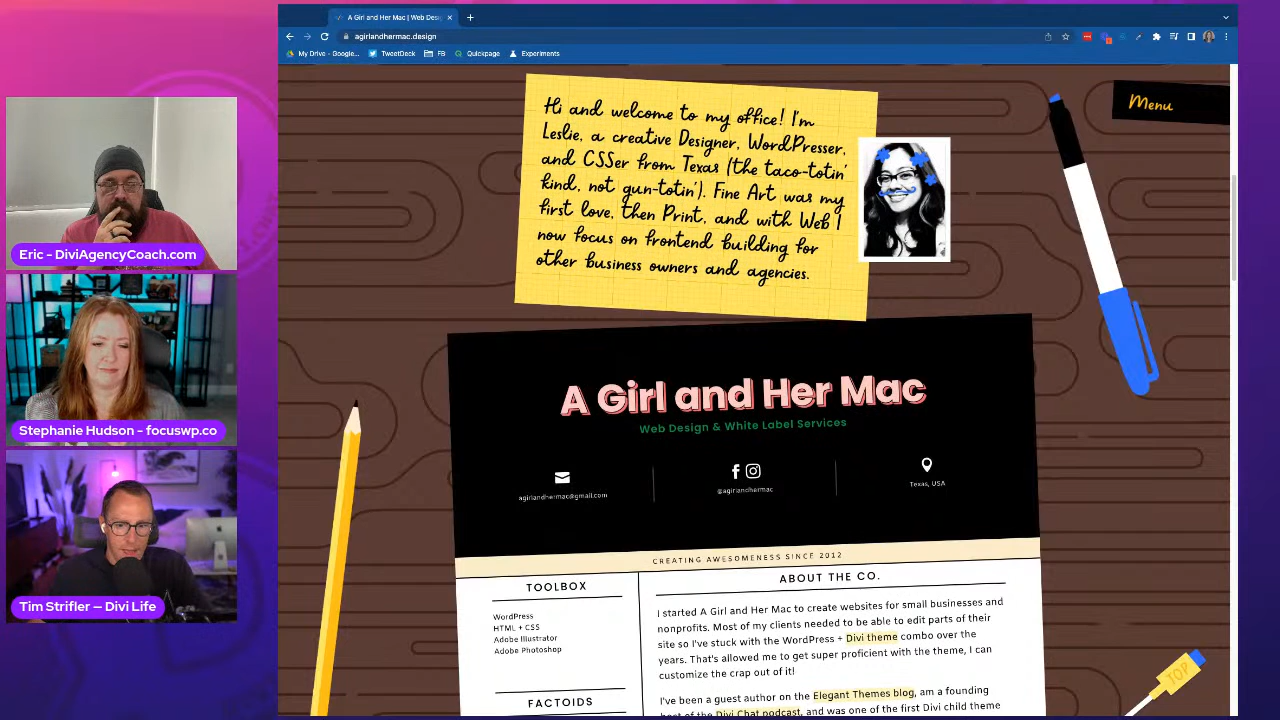 A Girl and Her Mac | Web Desi
agirlandhermac.design
My Drive - Google...
TweetDeck
FB
Quickpage
Experiments
Hi and welcome to my office! I'm
Leslie, a creative Designer, WordPresser,
and CSSer from Texas (the taco-totin'
kind, not gun-totin'). Fine Art was my
first love, then Print, and with Web I
now focus on frontend building for
other business owners and agencies.
Menu
Eric - DiviAgencyCoach.com
Stephanie Hudson - focuswp.co
Tim Strifler — Divi Life
A Girl and Her Mac
Web Design & White Label Services
agirlandhermac@gmail.com
@agirlandhermac
Texas, USA
CREATING AWESOMENESS SINCE 2012
TOOLBOX
WordPress
HTML + CSS
Adobe Illustrator
Adobe Photoshop
FACTOIDS
ABOUT THE CO.
I started A Girl and Her Mac to create websites for small businesses and
nonprofits. Most of my clients needed to be able to edit parts of their
site so I've stuck with the WordPress + Divi theme combo over the
years. That's allowed me to get super proficient with the theme, I can
customize the crap out of it!
I've been a guest author on the Elegant Themes blog, am a founding
host of the Divi Chat podcast, and was one of the first Divi child theme
TOP